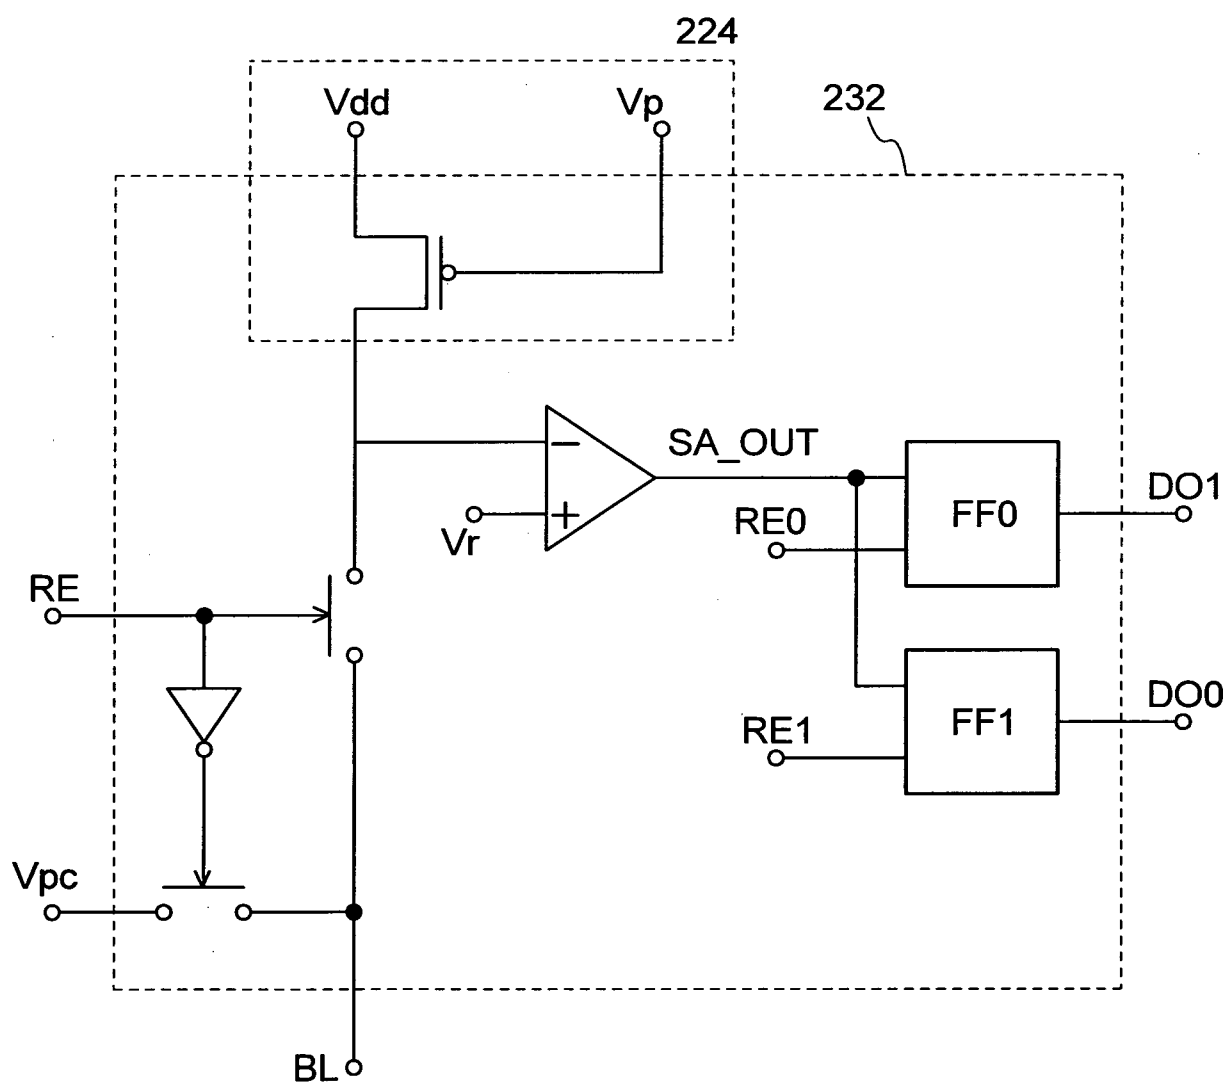 224
Vdd
Vp
232
SA_OUT
FF0
DO1
RE0
Vr
RE
FF1
DO0
RE1
Vpc
BL